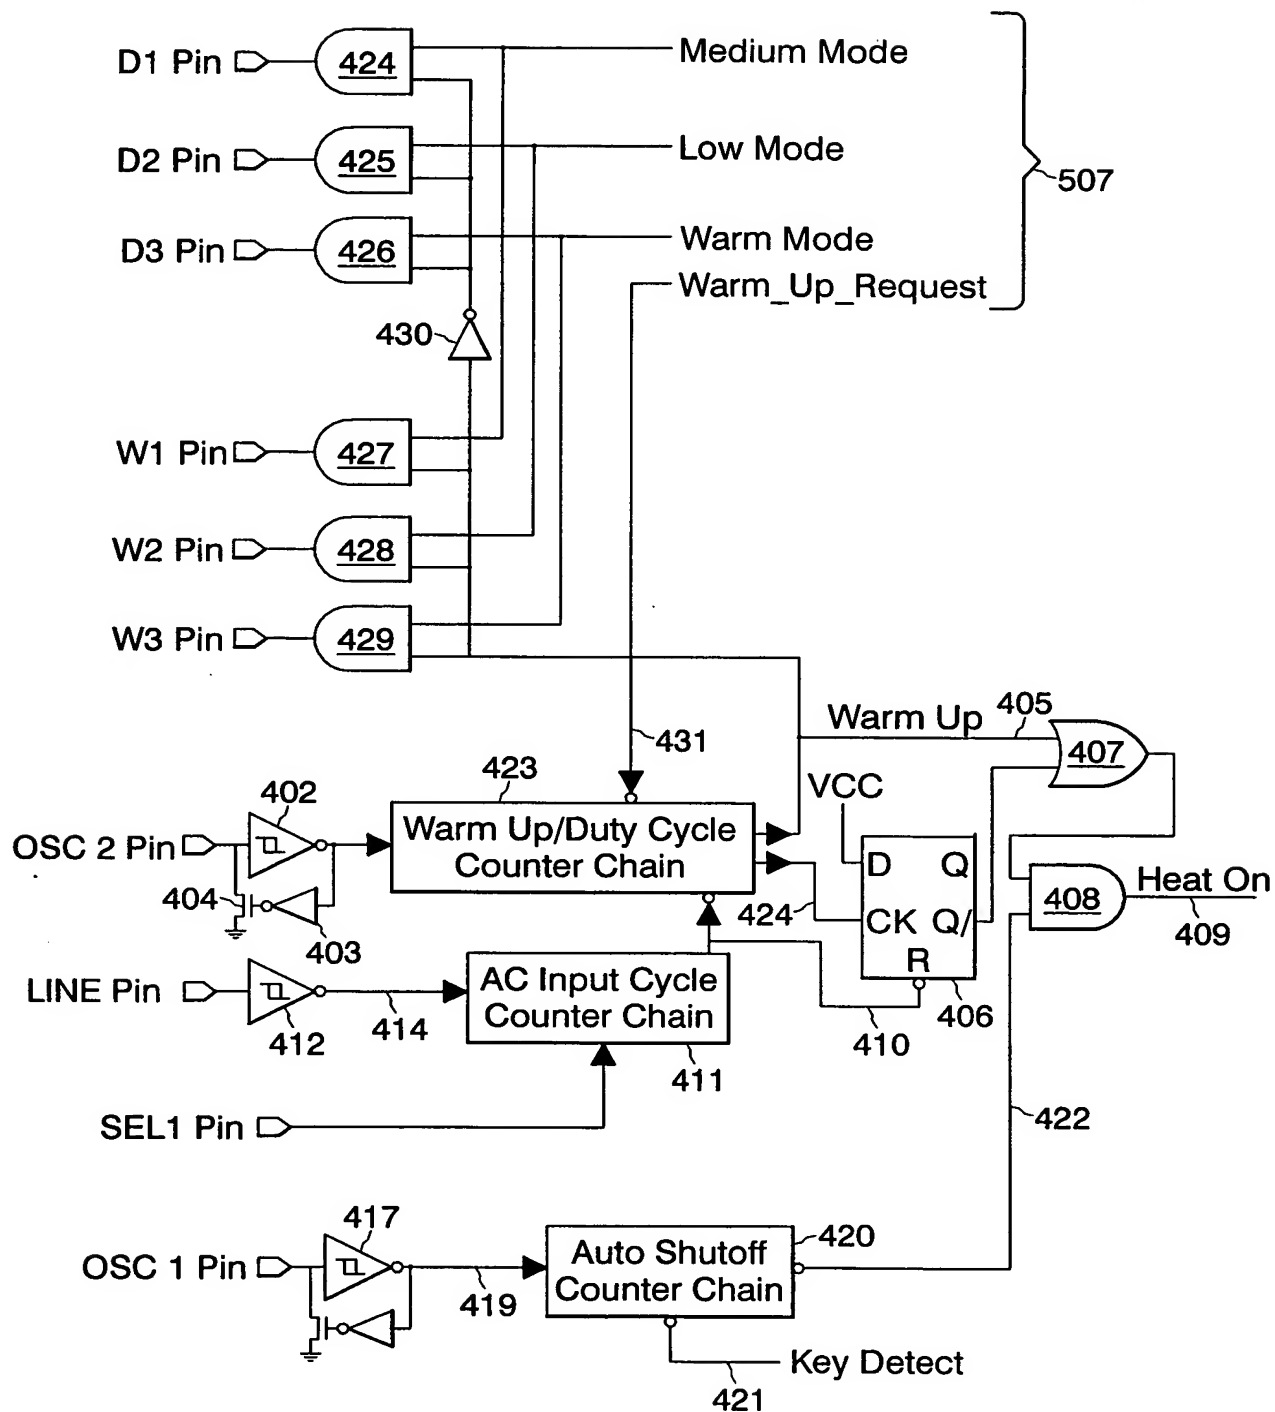 D1 Pin
424
Medium Mode
D2 Pin
425
Low Mode
507
D3 Pin
426
Warm Mode
Warm_Up_Request
430
W1 Pin
427
W2 Pin
428
W3 Pin
429
Warm Up
405
431
407
423
402
VCC
OSC 2 Pin
Warm Up/Duty Cycle
Counter Chain
D
Q
404
403
424
CK
Q/
R
408
Heat On
409
LINE Pin
412
414
AC Input Cycle
Counter Chain
411
410
406
SEL1 Pin
422
417
OSC 1 Pin
419
Auto Shutoff
Counter Chain
420
Key Detect
421